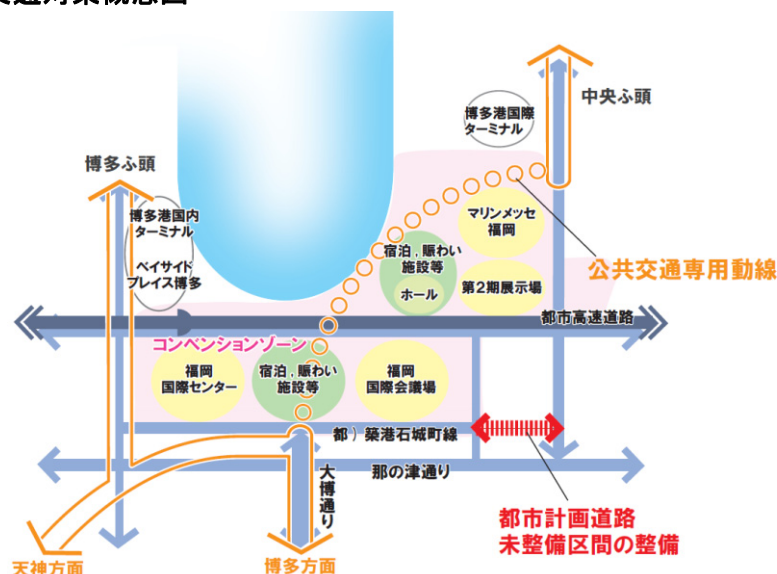 交通対策概念図
中央ふ頭
博多港国際
ターミナル
博多ふ頭
博多港国内
ターミナル
ベイサイド
プレイス博多
マリンメッセ
福岡
宿泊，賑わい
施設等
ホール
第2期展示場
公共交通専用動線
都市高速道路
コンベンションゾーン
福岡
国際センター
宿泊，賑わい
施設等
福岡
国際会議場
都）築港石城町線
大博通り
那の津通り
都市計画道路
未整備区間の整備
天神方面
博多方面